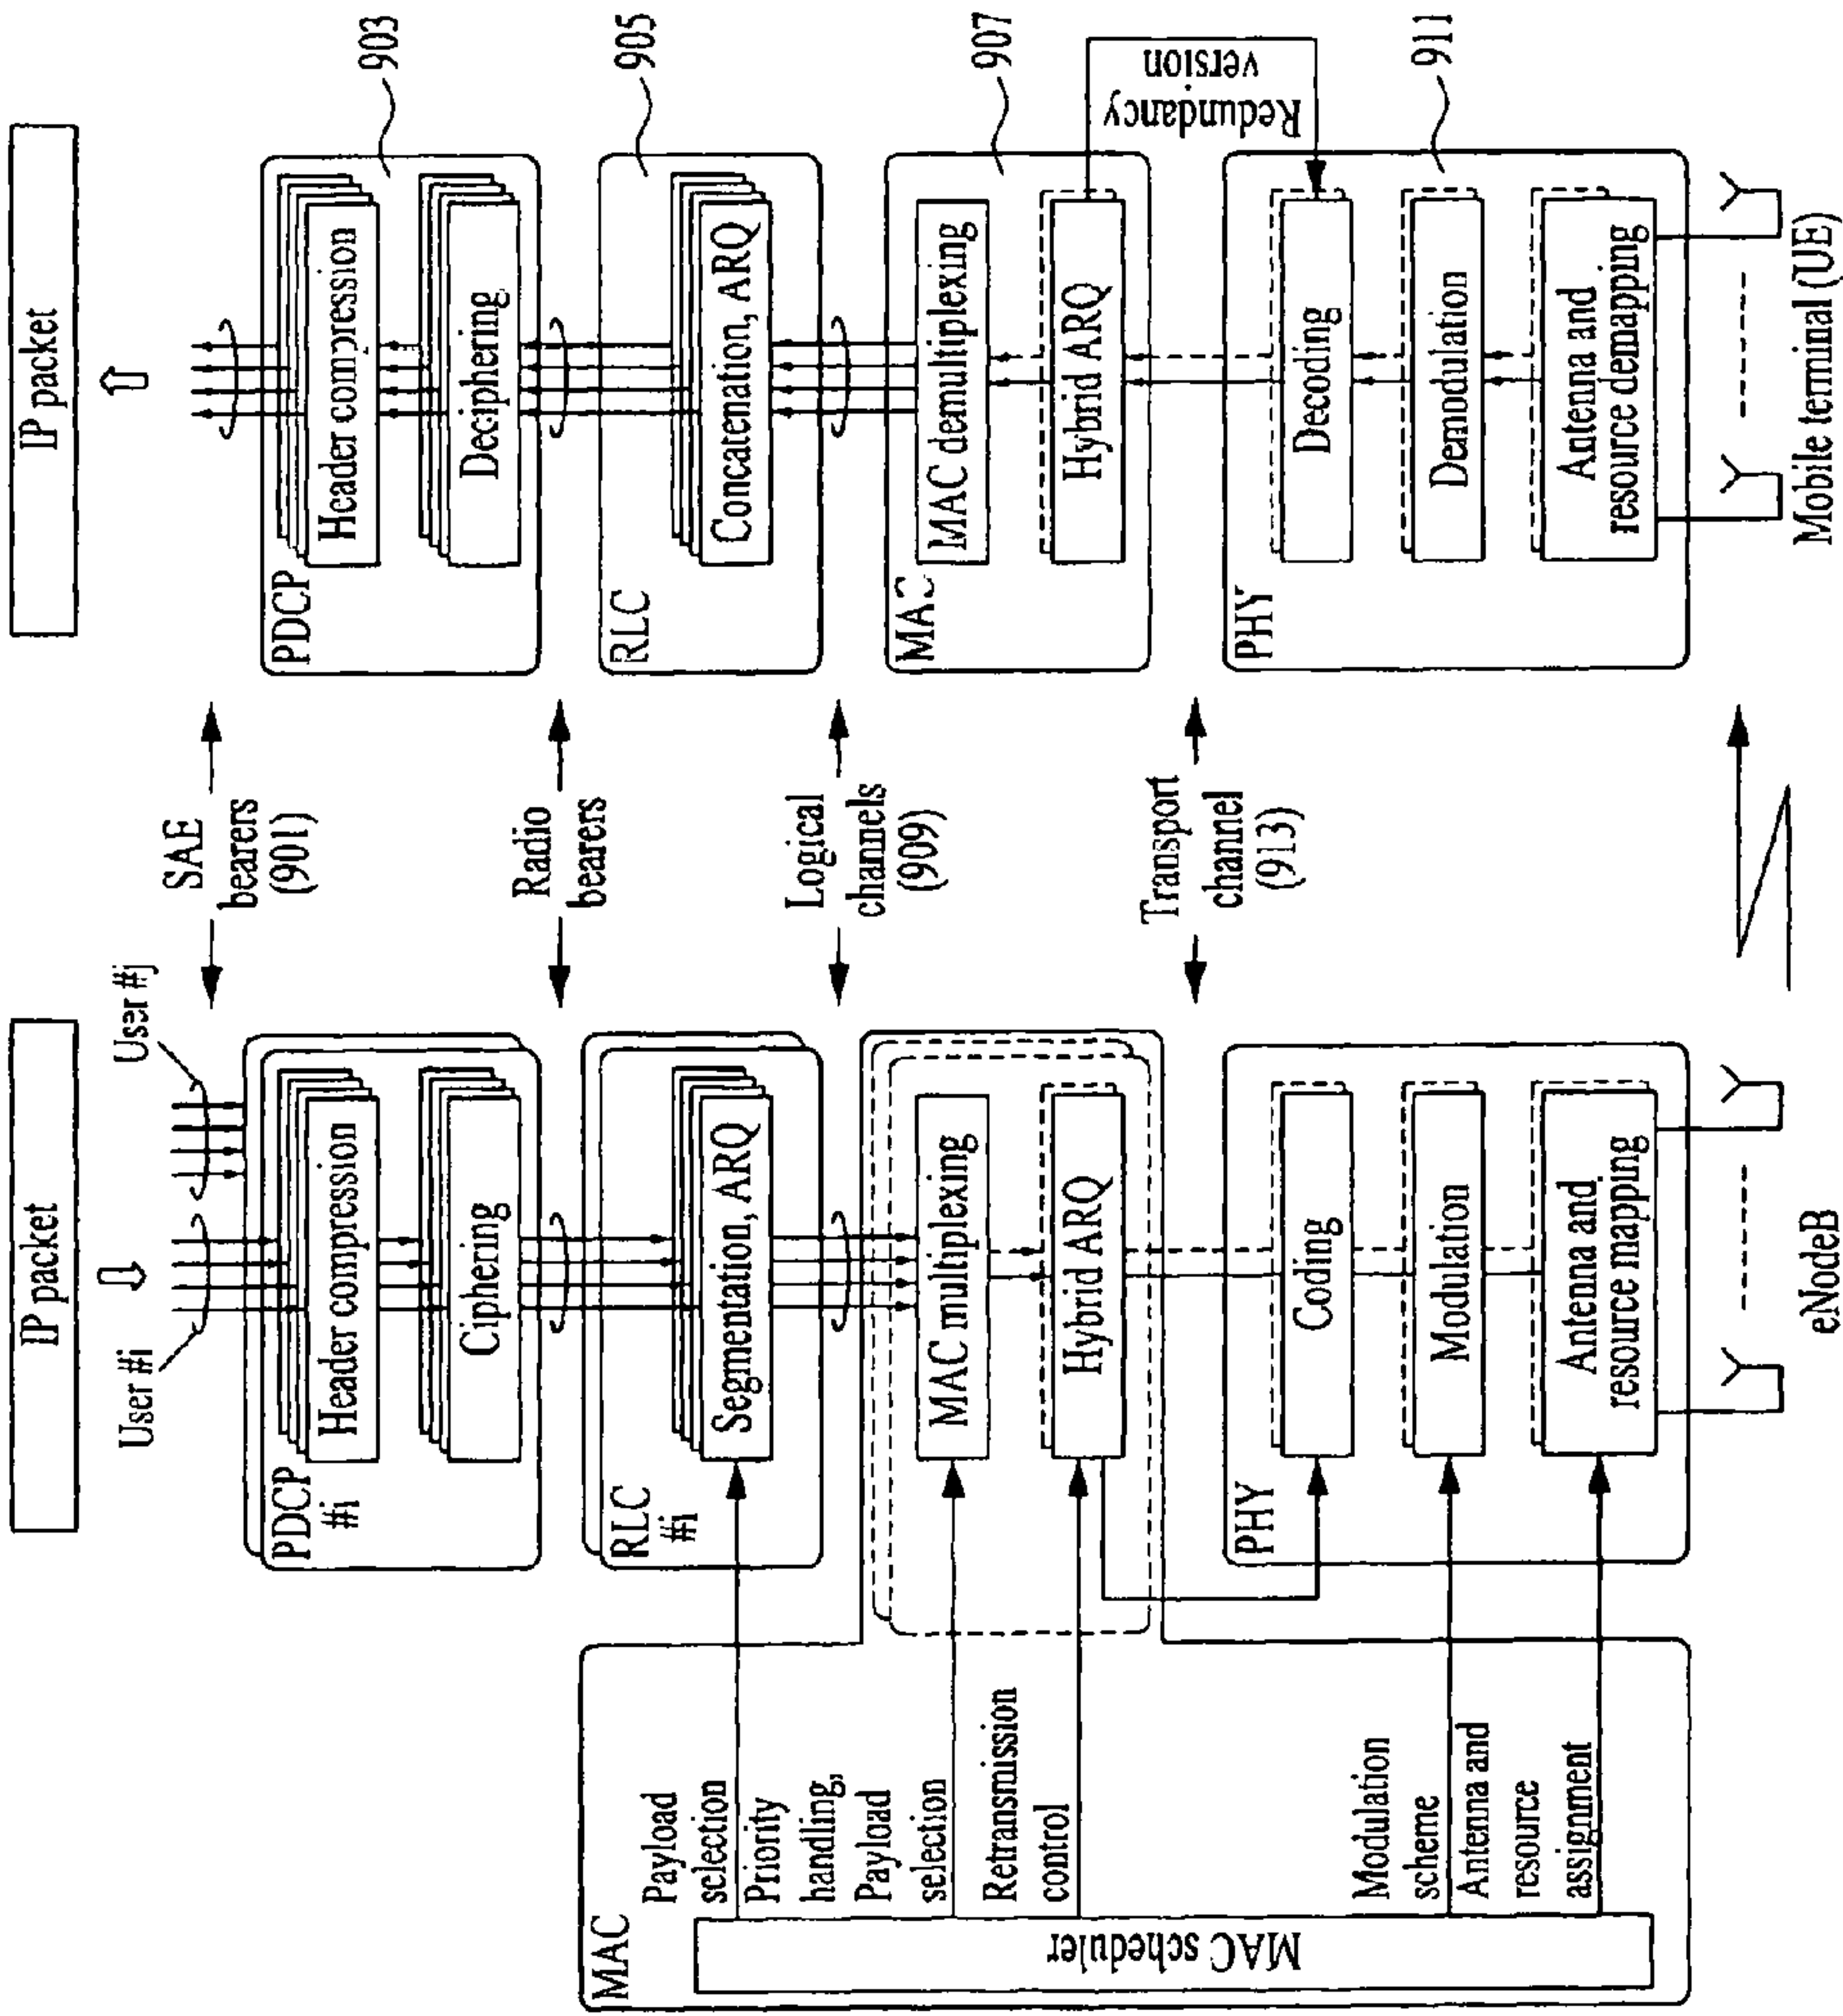 IP packet
IP packet
User #i
User #j
SAE
bearers
(901)
PDCP
#i
Header compression
Ciphering
PDCP
Header compression
Deciphering
903
Radio
bearers
RLC
#i
Segmentation, ARQ
RLC
Concatenation, ARQ
905
Logical
channels
(909)
MAC
Payload
selection
Priority
handling,
Payload
selection
Retransmission
control
Modulation
scheme
Antenna and
resource
assignment
MAC scheduler
MAC multiplexing
Hybrid ARQ
MAC
MAC demultiplexing
Hybrid ARQ
907
Redundancy
version
Transport
channel
(913)
PHY
Coding
Modulation
Antenna and
resource mapping
PHY
Decoding
Demodulation
Antenna and
resource demapping
911
eNodeB
Mobile terminal (UE)